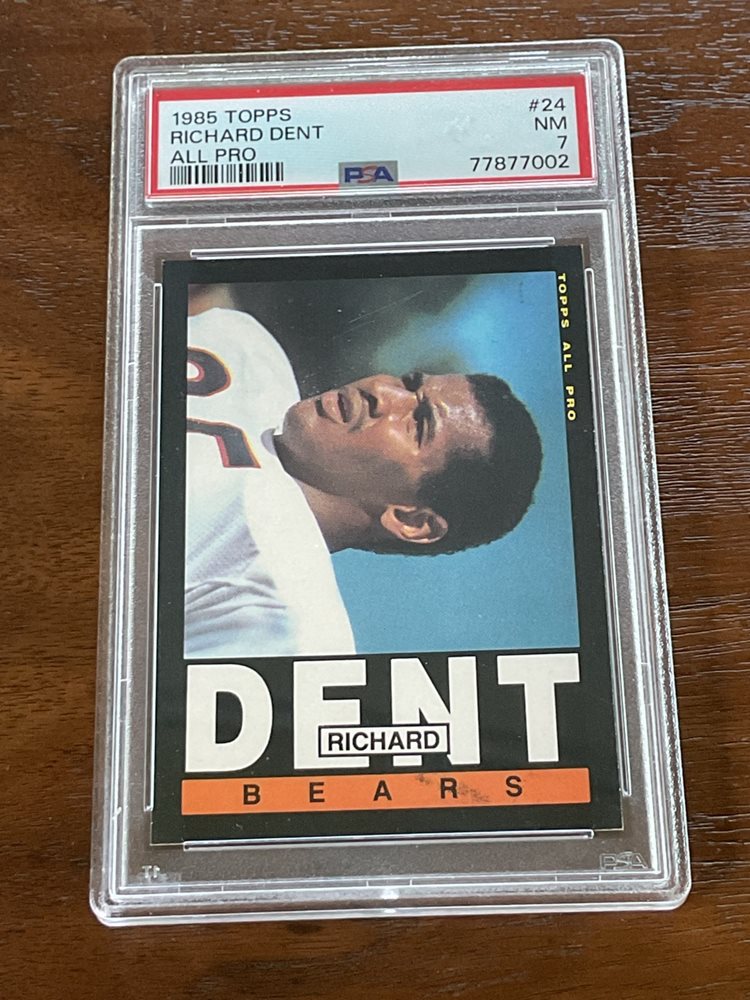 1985 TOPPS #24
RICHARD DENT NM
ALL PRO 7
PSA 77877002
TOPPS ALL PRO
DENT
RICHARD
BEARS
PSA